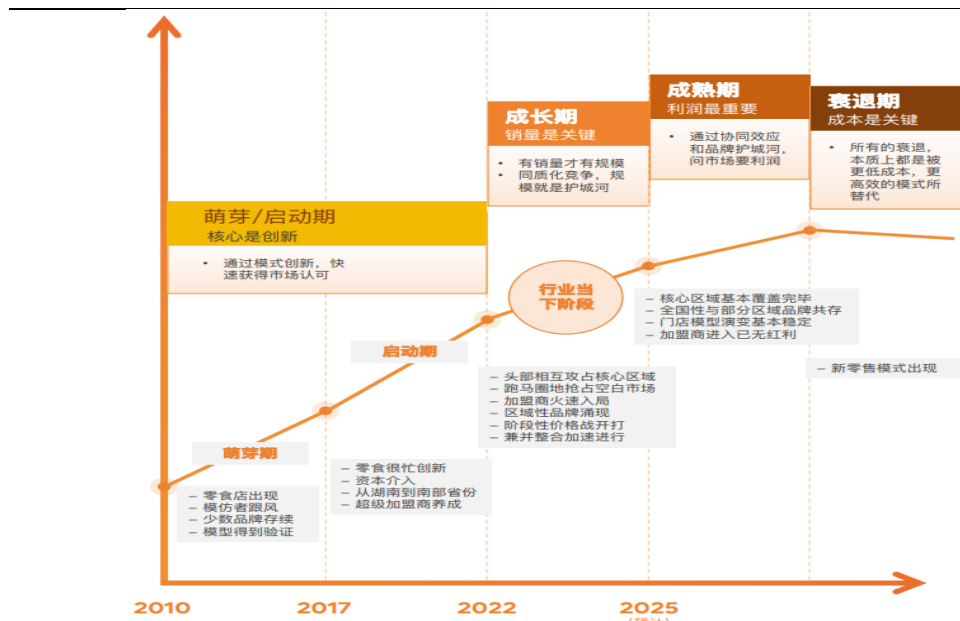 成长期
销量是关键
• 有销量才有规模
• 同质化竞争，规
模就是护城河
成熟期
利润最重要
• 通过协同效应
和品牌护城河，
问市场要利润
衰退期
成本是关键
• 所有的衰退，
本质上都是被
更低成本，更
高效的模式所
替代
萌芽/启动期
核心是创新
• 通过模式创新，快
速获得市场认可
行业当
下阶段
启动期
萌芽期
– 零食店出现
– 模仿者跟风
– 少数品牌存续
– 模型得到验证
– 零食很忙创新
– 资本介入
– 从湖南到南部省份
– 超级加盟商养成
– 头部相互攻占核心区域
– 跑马圈地抢占空白市场
– 加盟商火速入局
– 区域性品牌涌现
– 阶段性价格战开打
– 兼并整合加速进行
– 核心区域基本覆盖完毕
– 全国性与部分区域品牌共存
– 门店模型演变基本稳定
– 加盟商进入已无红利
– 新零售模式出现
2010
2017
2022
2025